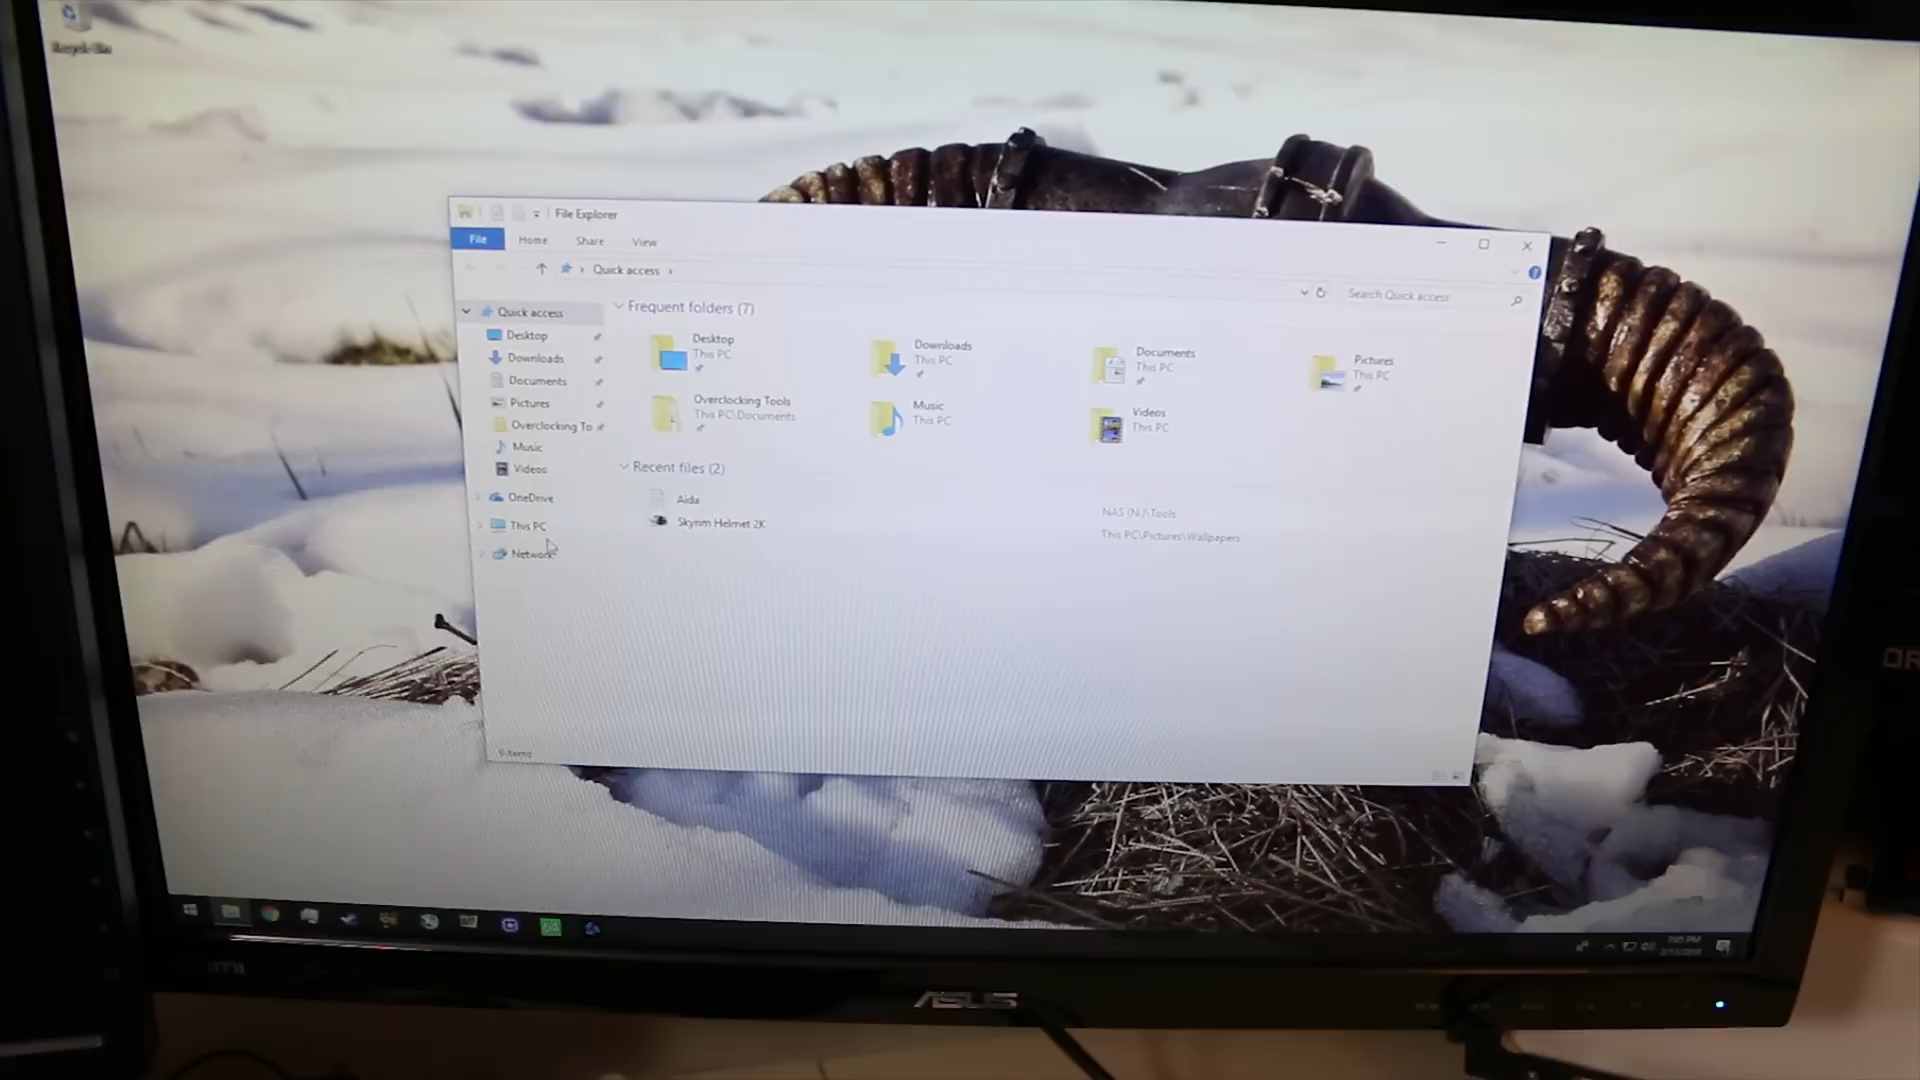 File Explorer
File Home Share View
Quick access
Search Quick access
Quick access
Desktop
Downloads
Documents
Pictures
Overclocking To
Music
Videos
OneDrive
This PC
Network
Frequent folders (7)
Desktop
This PC
Downloads
This PC
Documents
This PC
Pictures
This PC
Overclocking Tools
This PC\Documents
Music
This PC
Videos
This PC
Recent files (2)
Aida
NAS (N:)\Tools
Skyrim Helmet 2K
This PC\Pictures\Wallpapers
7:05 PM
ASUS